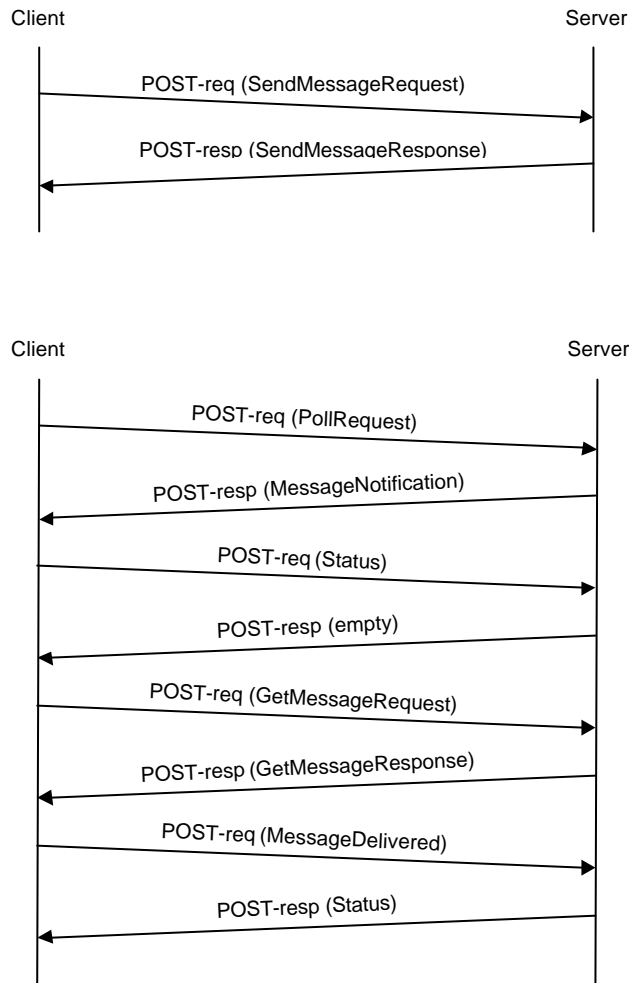 Client
Server
POST-req (SendMessageRequest)
POST-resp (SendMessageResponse)
Client
Server
POST-req (PollRequest)
POST-resp (MessageNotification)
POST-req (Status)
POST-resp (empty)
POST-req (GetMessageRequest)
POST-resp (GetMessageResponse)
POST-req (MessageDelivered)
POST-resp (Status)